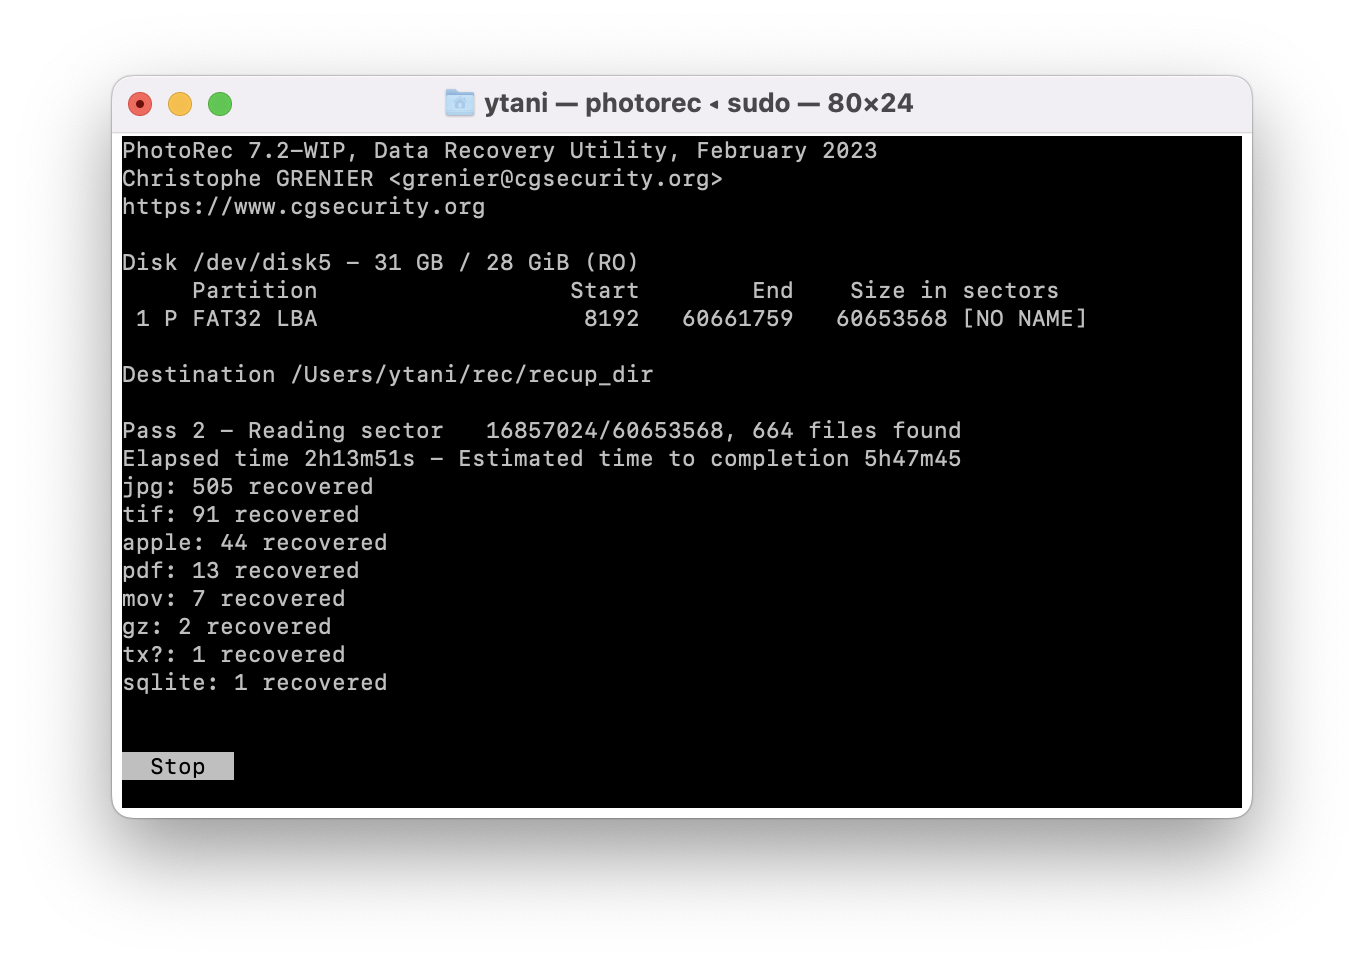 ytani — photorec ◂ sudo — 80×24
PhotoRec 7.2-WIP, Data Recovery Utility, February 2023
Christophe GRENIER <grenier@cgsecurity.org>
https://www.cgsecurity.org
Disk /dev/disk5 - 31 GB / 28 GiB (RO)
     Partition                  Start        End    Size in sectors
 1 P FAT32 LBA                   8192   60661759   60653568 [NO NAME]
Destination /Users/ytani/rec/recup_dir
Pass 2 - Reading sector   16857024/60653568, 664 files found
Elapsed time 2h13m51s - Estimated time to completion 5h47m45
jpg: 505 recovered
tif: 91 recovered
apple: 44 recovered
pdf: 13 recovered
mov: 7 recovered
gz: 2 recovered
tx?: 1 recovered
sqlite: 1 recovered
Stop